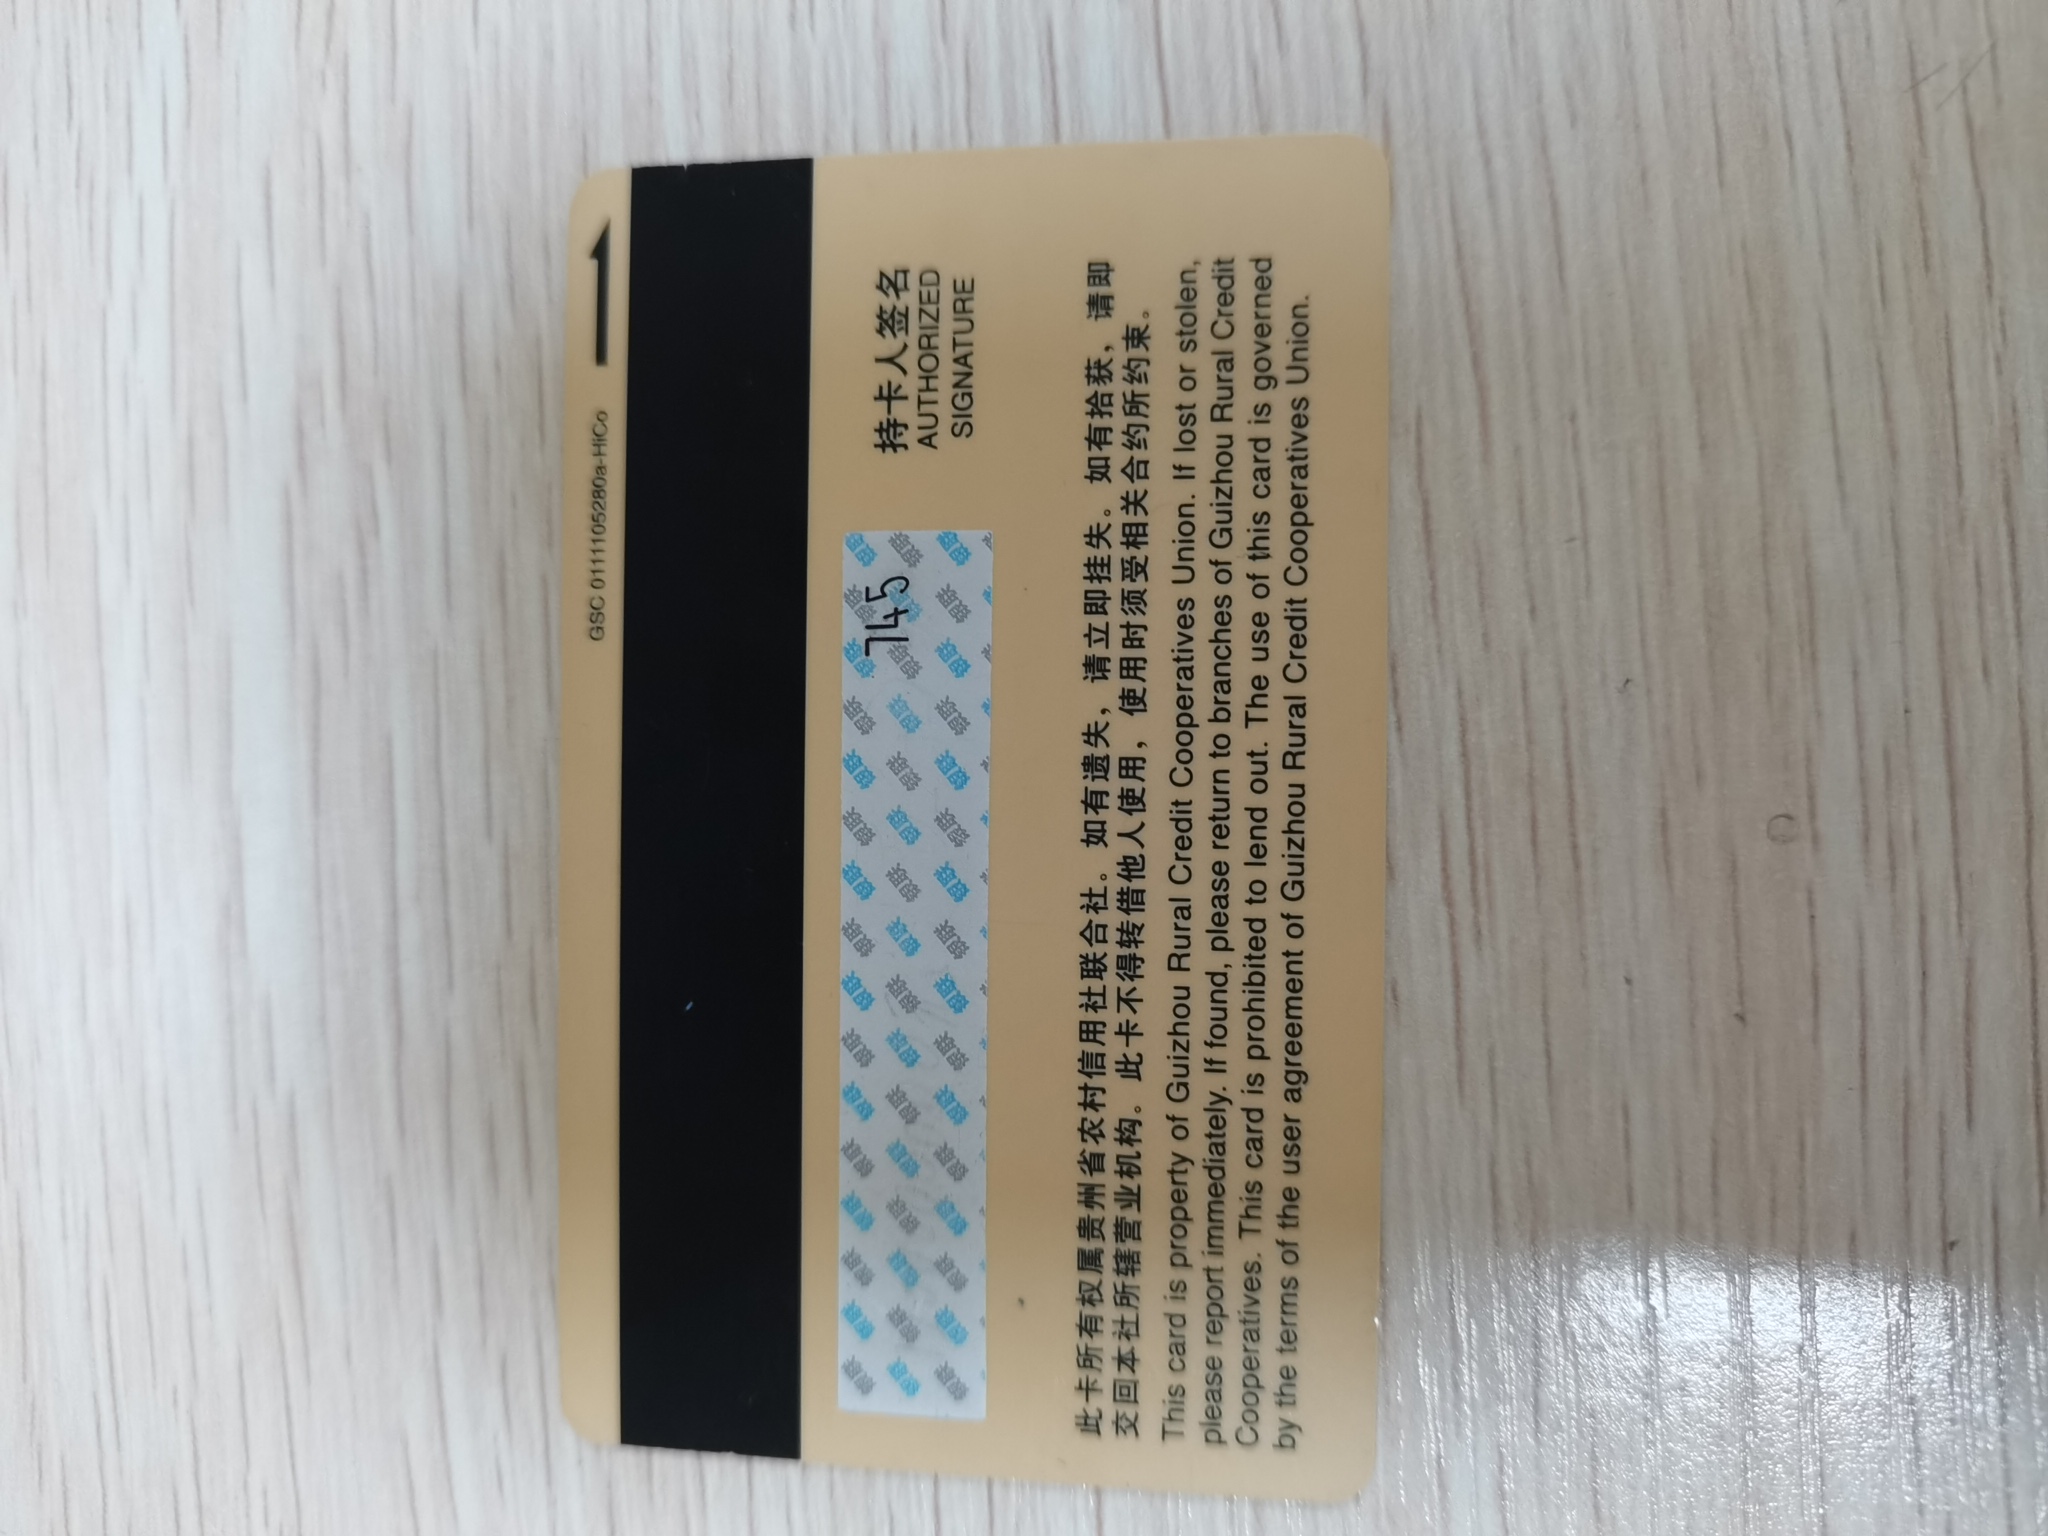 GSC 0111105280a-HiCo
745
持卡人签名
AUTHORIZED
SIGNATURE
此卡所有权属贵州省农村信用社联合社。如有遗失，请立即挂失。如有拾获，请即
交回本社所辖营业机构。此卡不得转借他人使用，使用时须受相关合约所约束。
This card is property of Guizhou Rural Credit Cooperatives Union. If lost or stolen,
please report immediately. If found, please return to branches of Guizhou Rural Credit
Cooperatives. This card is prohibited to lend out. The use of this card is governed
by the terms of the user agreement of Guizhou Rural Credit Cooperatives Union.